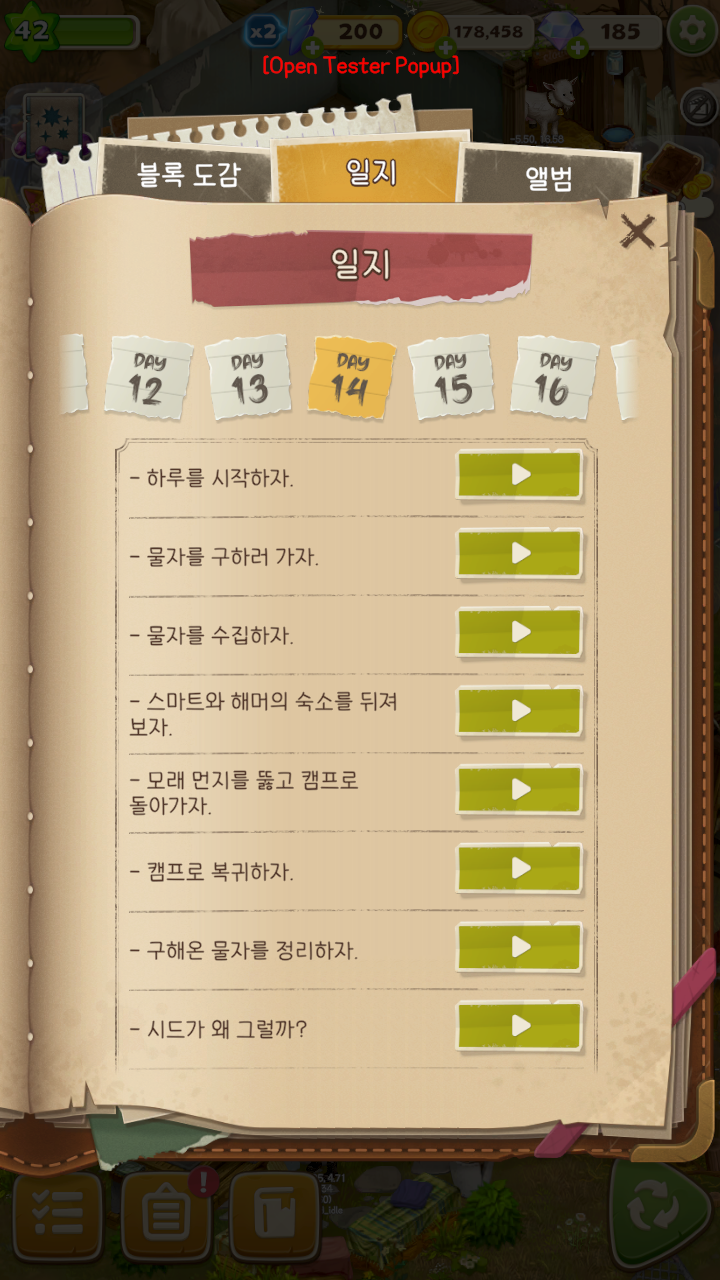 42
x2
200
178,458
185
[Open Tester Popup]
-5.50, 18.58
블록 도감
일지
앨범
일지
DAY
12
DAY
13
DAY
14
DAY
15
DAY
16
- 하루를 시작하자.
- 물자를 구하러 가자.
- 물자를 수집하자.
- 스마트와 해머의 숙소를 뒤져
보자.
- 모래 먼지를 뚫고 캠프로
돌아가자.
- 캠프로 복귀하자.
- 구해온 물자를 정리하자.
- 시드가 왜 그럴까?
!